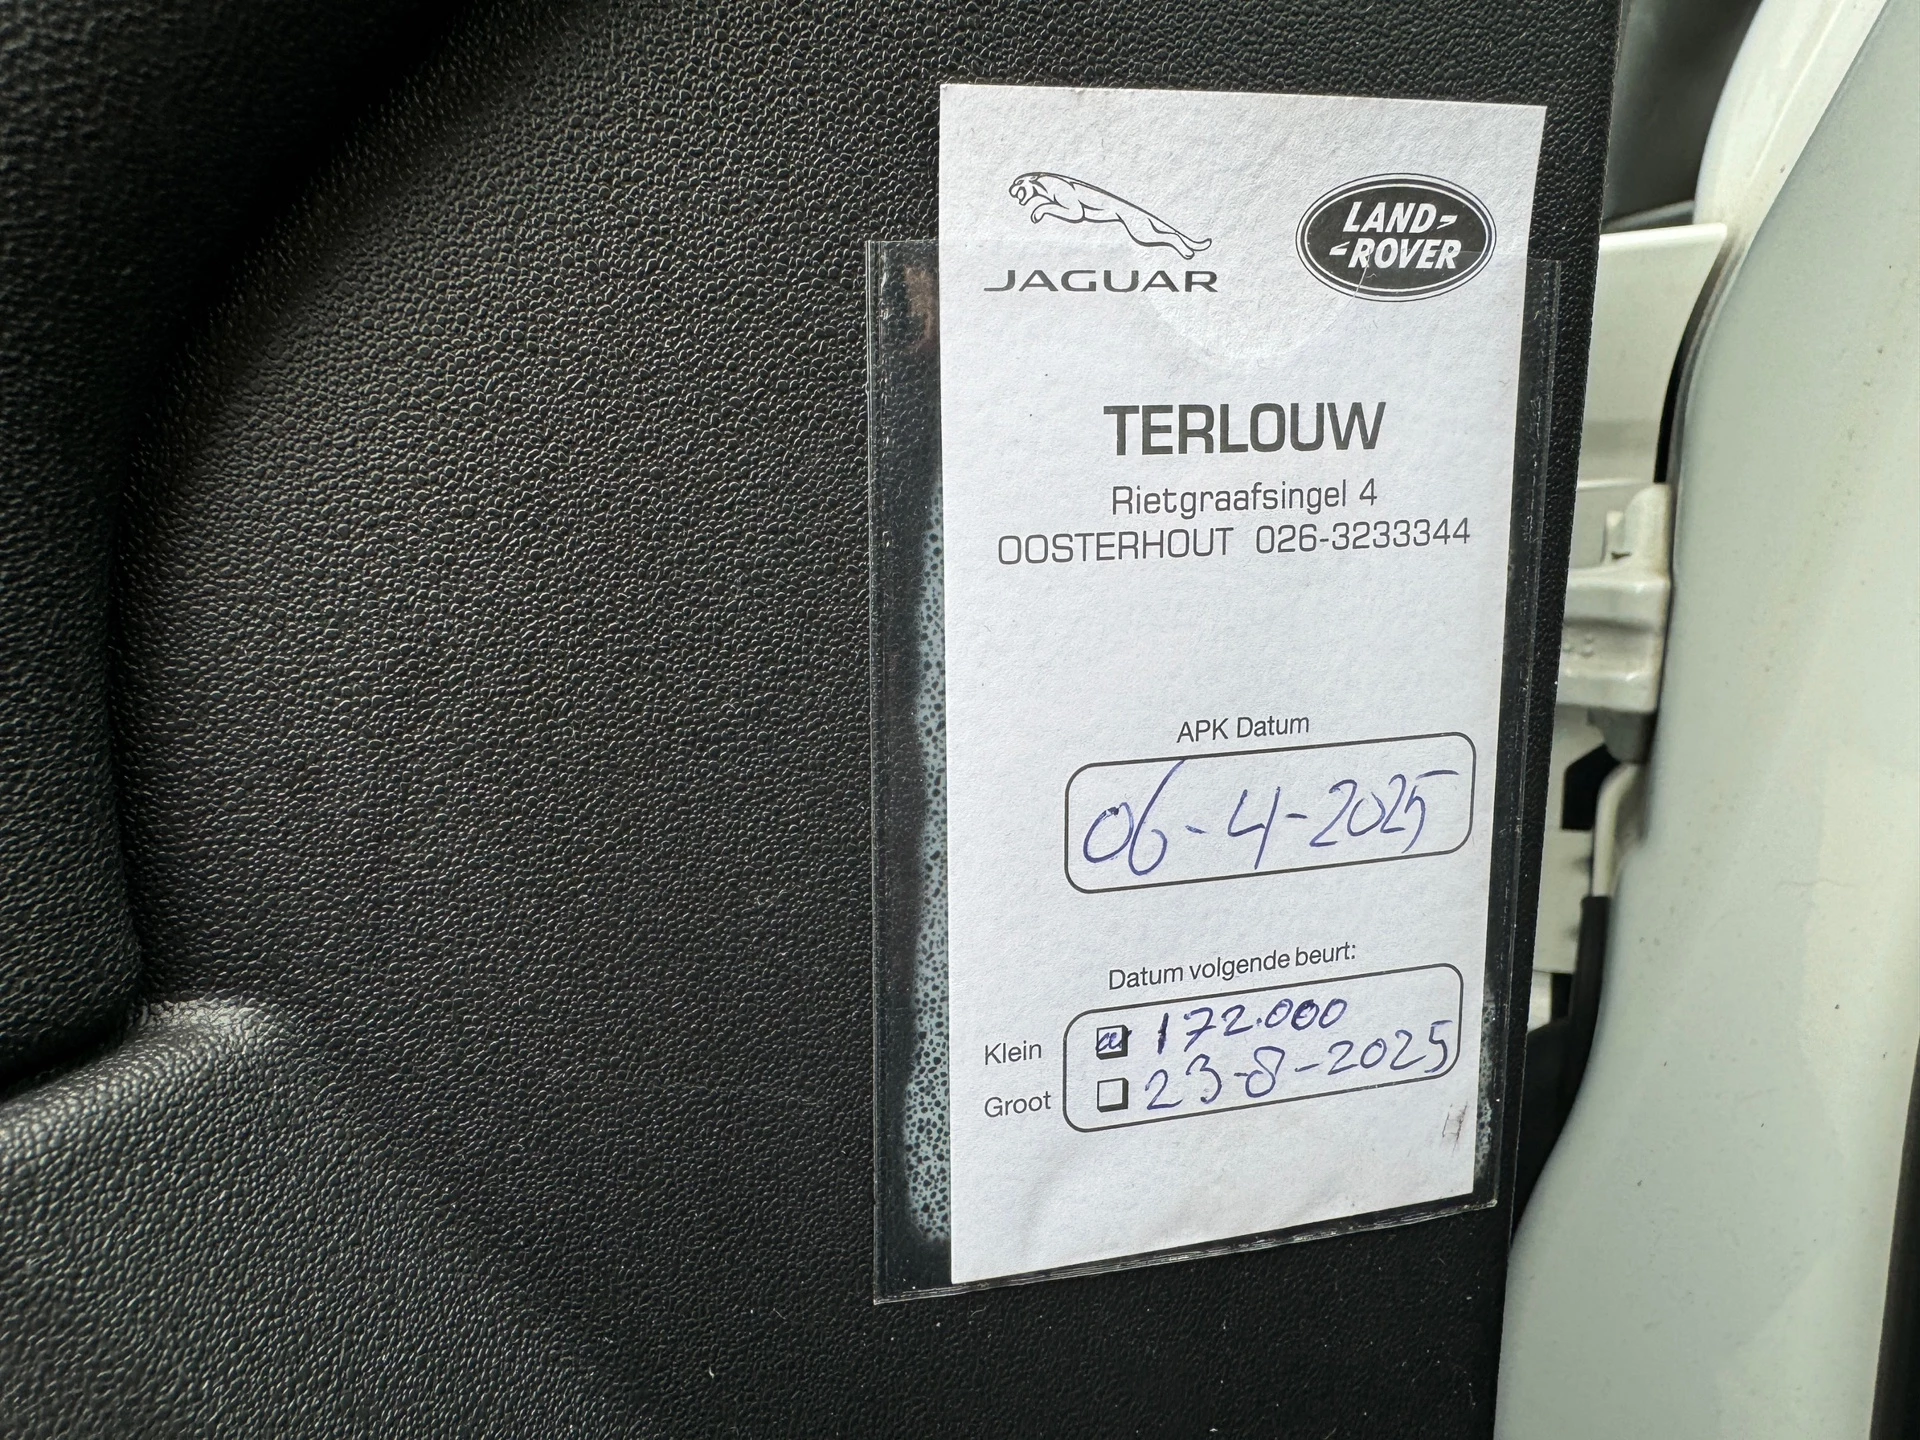 JAGUAR
LAND-
-ROVER
TERLOUW
Rietgraafsingel 4
OOSTERHOUT 026-3233344
APK Datum
06-4-2025
Datum volgende beurt:
Klein 172.000
Groot 23-8-2025